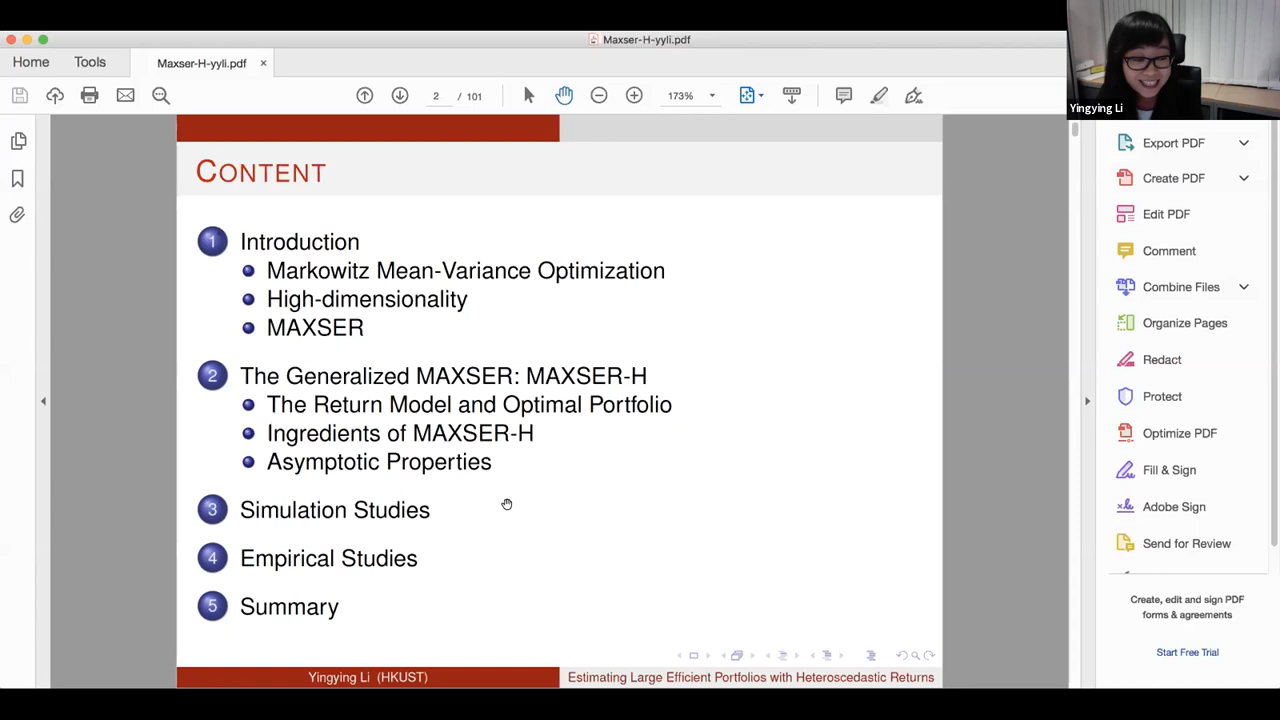 Maxser-H-yyli.pdf
Home Tools Maxser-H-yyli.pdf ×
2 / 101 173%
Yingying Li
CONTENT
1 Introduction
Markowitz Mean-Variance Optimization
High-dimensionality
MAXSER
2 The Generalized MAXSER: MAXSER-H
The Return Model and Optimal Portfolio
Ingredients of MAXSER-H
Asymptotic Properties
3 Simulation Studies
4 Empirical Studies
5 Summary
Yingying Li (HKUST) Estimating Large Efficient Portfolios with Heteroscedastic Returns
Export PDF
Create PDF
Edit PDF
Comment
Combine Files
Organize Pages
Redact
Protect
Optimize PDF
Fill & Sign
Adobe Sign
Send for Review
Create, edit and sign PDF
forms & agreements
Start Free Trial